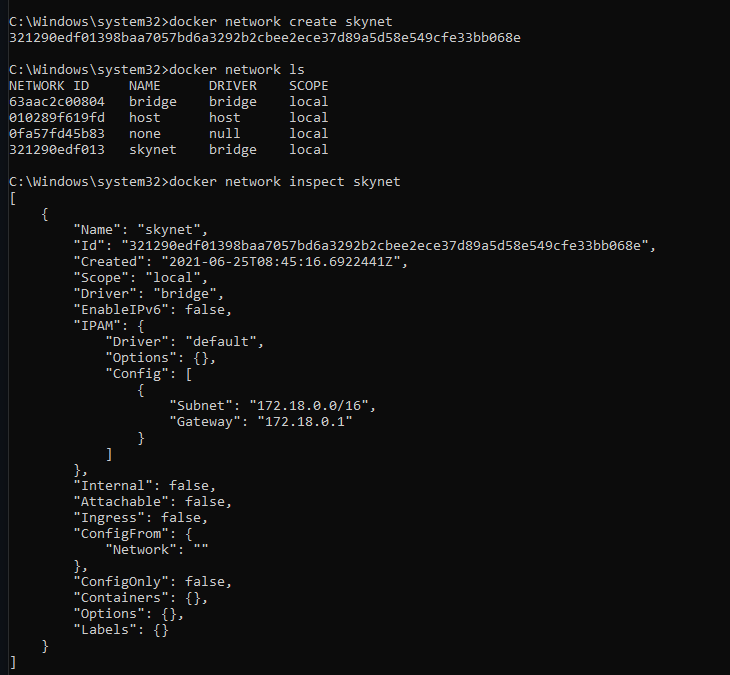 C:\Windows\system32>docker network create skynet
321290edf01398baa7057bd6a3292b2cbee2ece37d89a5d58e549cfe33bb068e
C:\Windows\system32>docker network ls
NETWORK ID     NAME      DRIVER    SCOPE
63aac2c00804   bridge    bridge    local
010289f619fd   host      host      local
0fa57fd45b83   none      null      local
321290edf013   skynet    bridge    local
C:\Windows\system32>docker network inspect skynet
[
    {
        "Name": "skynet",
        "Id": "321290edf01398baa7057bd6a3292b2cbee2ece37d89a5d58e549cfe33bb068e",
        "Created": "2021-06-25T08:45:16.6922441Z",
        "Scope": "local",
        "Driver": "bridge",
        "EnableIPv6": false,
        "IPAM": {
            "Driver": "default",
            "Options": {},
            "Config": [
                {
                    "Subnet": "172.18.0.0/16",
                    "Gateway": "172.18.0.1"
                }
            ]
        },
        "Internal": false,
        "Attachable": false,
        "Ingress": false,
        "ConfigFrom": {
            "Network": ""
        },
        "ConfigOnly": false,
        "Containers": {},
        "Options": {},
        "Labels": {}
    }
]